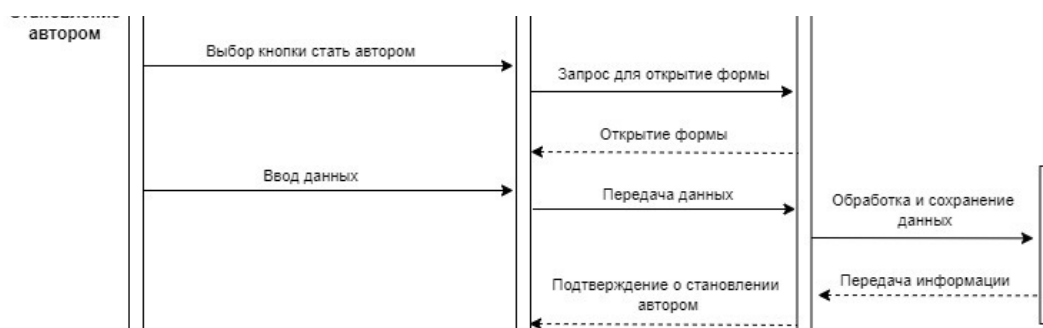 автором
Выбор кнопки стать автором
Запрос для открытие формы
Открытие формы
Ввод данных
Передача данных
Обработка и сохранение
данных
Передача информации
Подтверждение о становлении
автором